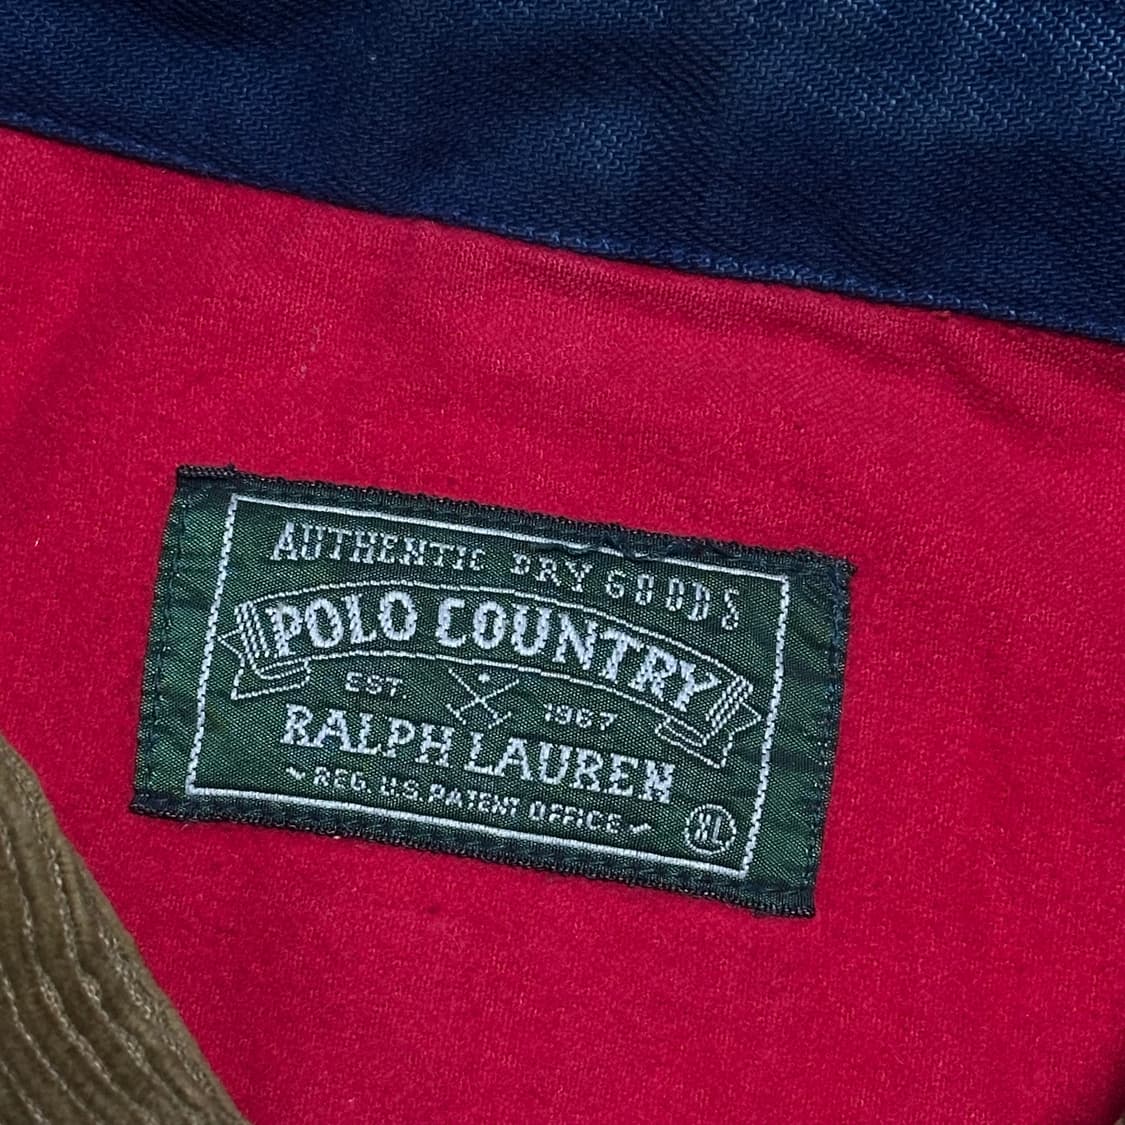 AUTHENTIC DRY GOODS
POLO COUNTRY
EST. 1967
RALPH LAUREN
~ REG. U.S. PATENT OFFICE ~
XL